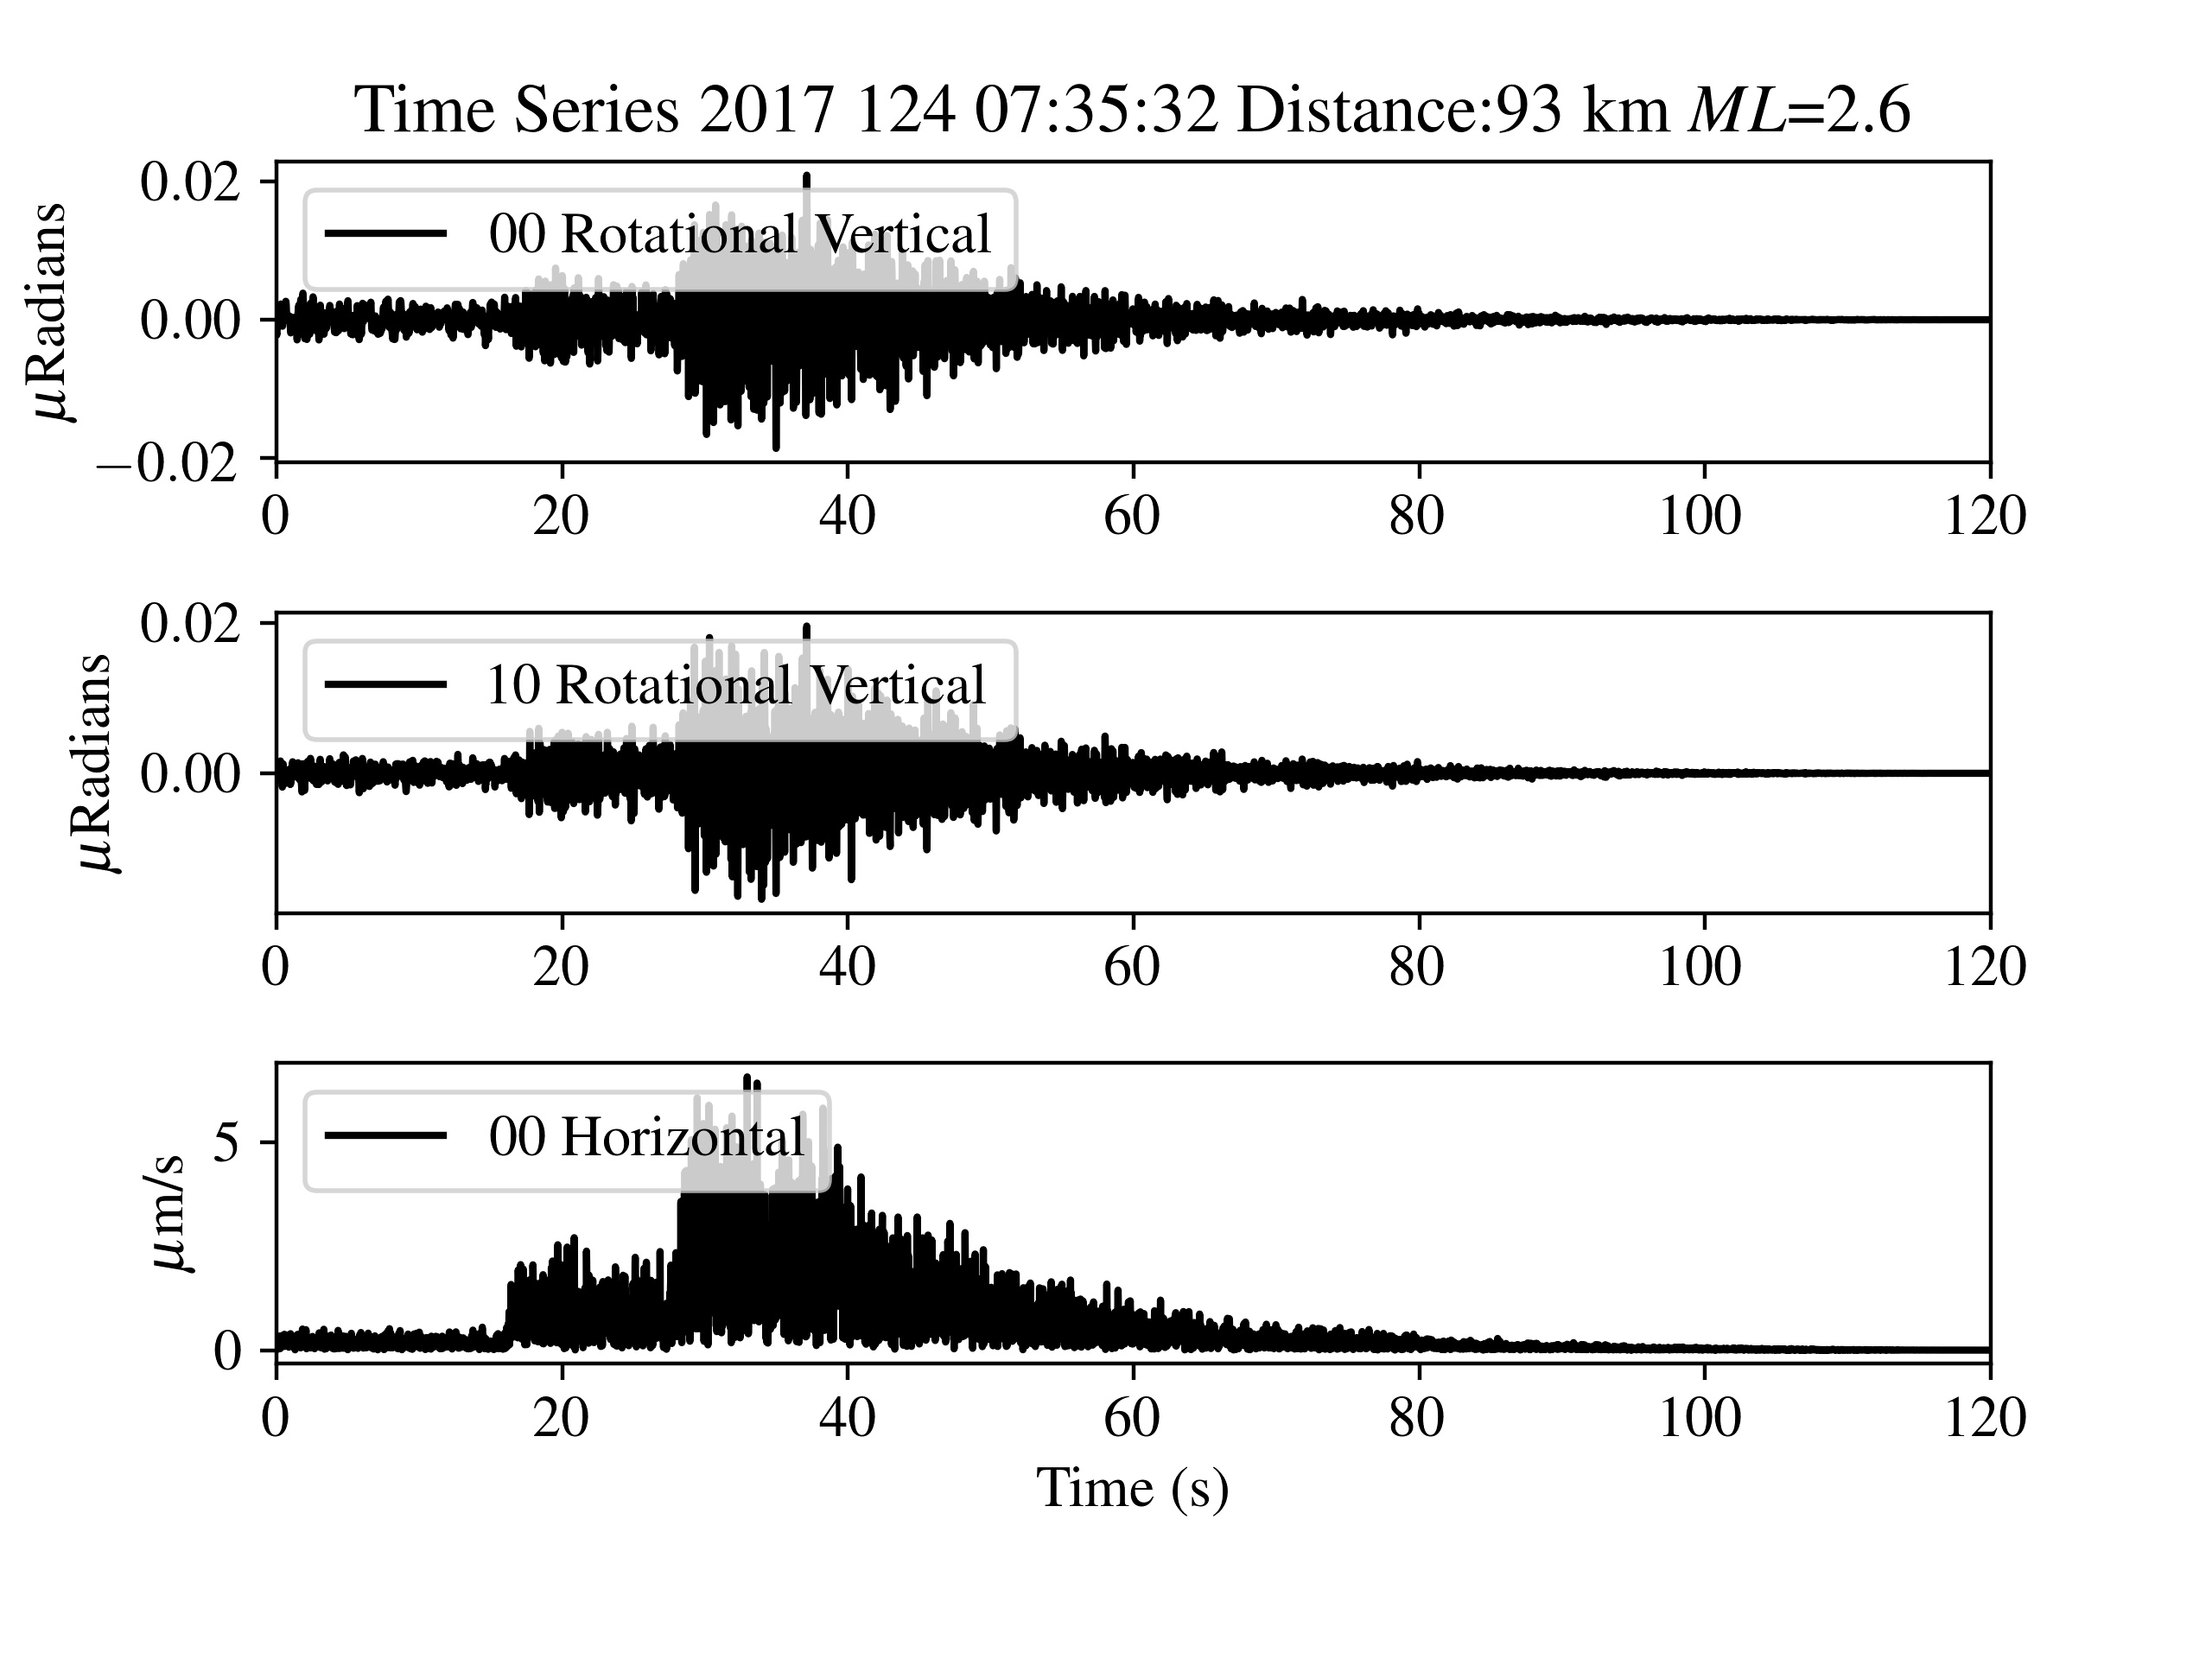 Time Series 2017 124 07:35:32 Distance:93 km ML=2.6
0.02
0.00
−0.02
μRadians
00 Rotational Vertical
0 20 40 60 80 100 120
0.02
0.00
μRadians
10 Rotational Vertical
0 20 40 60 80 100 120
5
0
μm/s
00 Horizontal
0 20 40 60 80 100 120
Time (s)